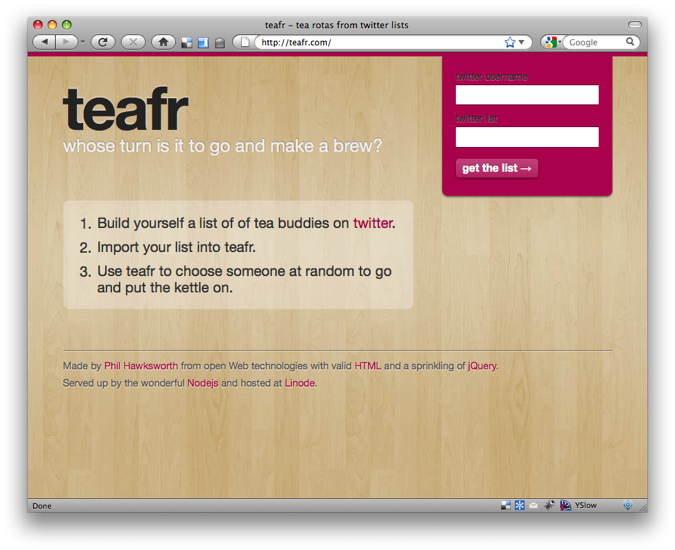 teafr – tea rotas from twitter lists
http://teafr.com/
Google
teafr
whose turn is it to go and make a brew?
twitter username
twitter list
get the list →
1. Build yourself a list of of tea buddies on twitter.
2. Import your list into teafr.
3. Use teafr to choose someone at random to go
and put the kettle on.
Made by Phil Hawksworth from open Web technologies with valid HTML and a sprinkling of jQuery.
Served up by the wonderful Nodejs and hosted at Linode.
Done
YSlow